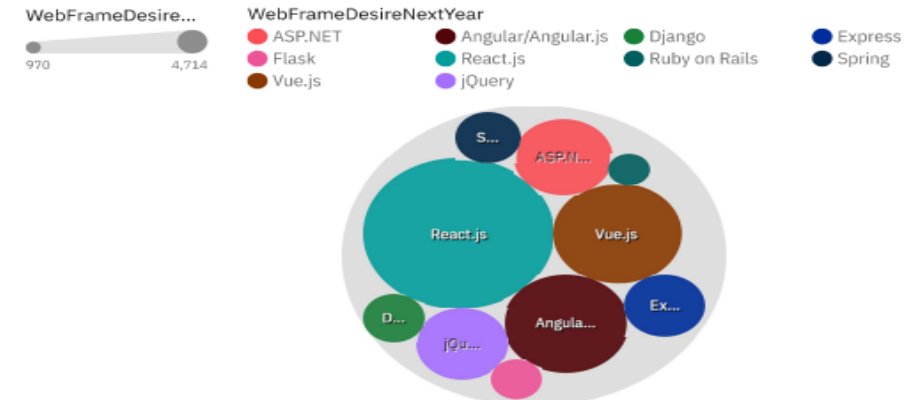 WebFrameDesire...
970 4,714
WebFrameDesireNextYear
ASP.NET Angular/Angular.js Django Express
Flask React.js Ruby on Rails Spring
Vue.js jQuery
S...
ASP.N...
React.js Vue.js
Ex...
D... Angula...
jQu...